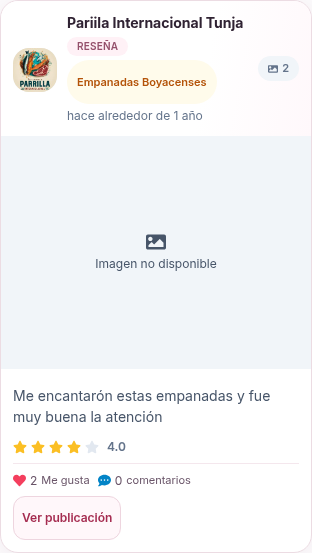 Pariila Internacional Tunja
RESEÑA
PARRILLA
Empanadas Boyacenses
2
hace alrededor de 1 año
Imagen no disponible
Me encantarón estas empanadas y fue
muy buena la atención
4.0
2 Me gusta 0 comentarios
Ver publicación